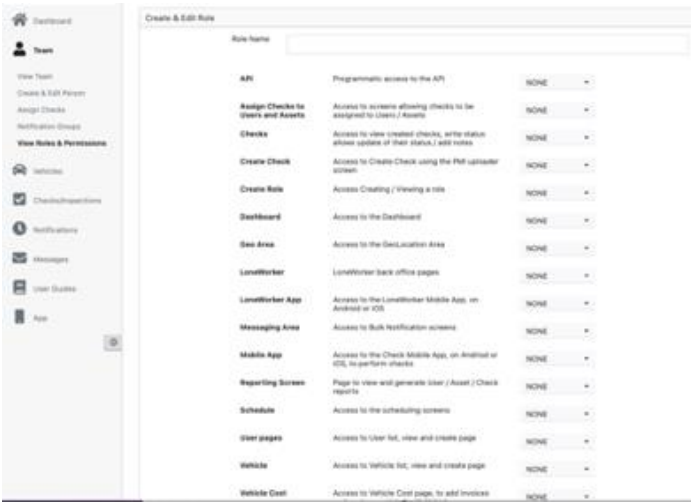 Dashboard
Create & Edit Role
Team
Role Name
View Team
Create & Edit Person
Assign Checks
Notification Groups
View Roles & Permissions
Vehicles
Checks/Inspections
Notifications
Messages
User Guides
App
API
Programmatic access to the API
NONE
Assign Checks to
Users and Assets
Access to screens allowing checks to be
assigned to Users / Assets
NONE
Checks
Access to view created checks, write status
allows update of their status / add notes
NONE
Create Check
Access to Create Check using the PMI uploader
screen
NONE
Create Role
Access Creating / Viewing a role
NONE
Dashboard
Access to the Dashboard
NONE
Geo Area
Access to the GeoLocation Area
NONE
LoneWorker
LoneWorker back office pages
NONE
LoneWorker App
Access to the LoneWorker Mobile App, on
Android or iOS
NONE
Messaging Area
Access to Bulk Notification screens
NONE
Mobile App
Access to the Check Mobile App, on Android or
iOS, to perform checks
NONE
Reporting Screen
Page to view and generate User / Asset / Check
reports
NONE
Schedule
Access to the scheduling screens
NONE
User pages
Access to User list, view and create page
NONE
Vehicle
Access to Vehicle list, view and create page
NONE
Vehicle Cost
Access to Vehicle Cost page, to add invoices
NONE